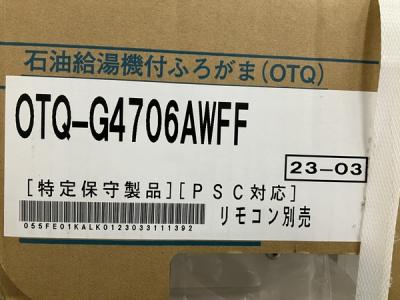 石油給湯機付ふろがま(OTQ)
OTQ-G4706AWFF
23-03
[特定保守製品][PSC対応]
055FE01KALK0123033111392
リモコン別売